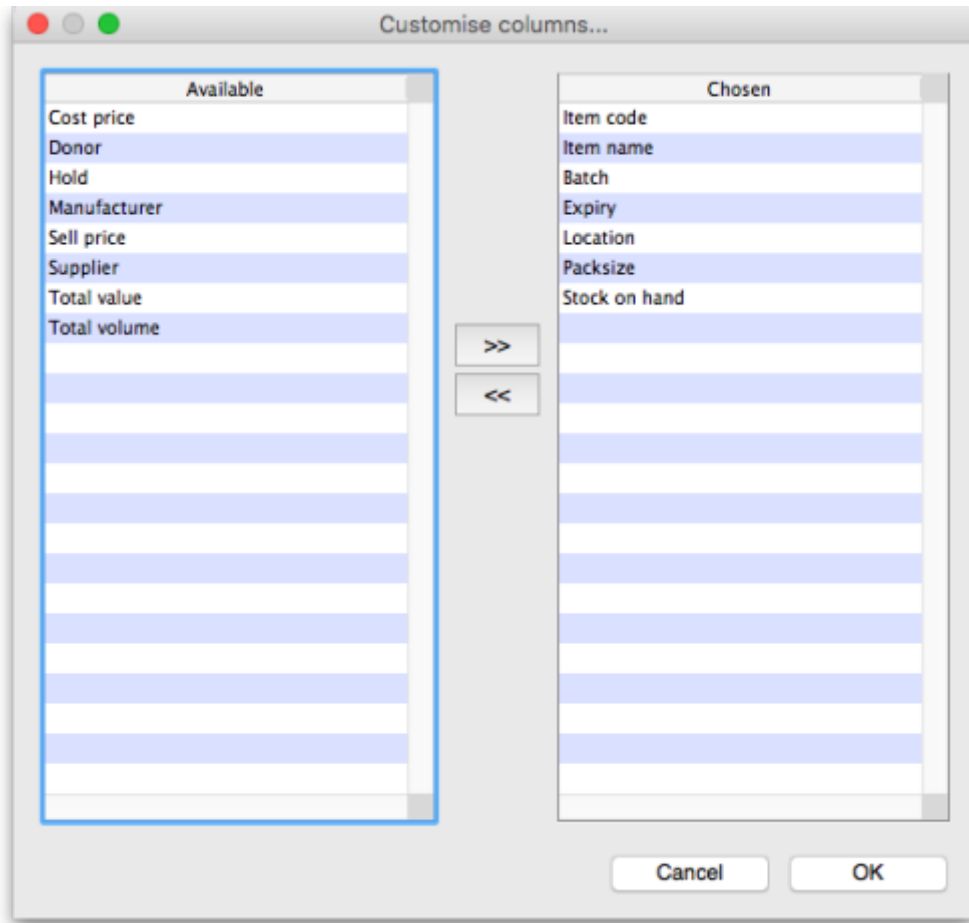 Customise columns...
Available
Cost price
Donor
Hold
Manufacturer
Sell price
Supplier
Total value
Total volume
>>
<<
Chosen
Item code
Item name
Batch
Expiry
Location
Packsize
Stock on hand
Cancel
OK